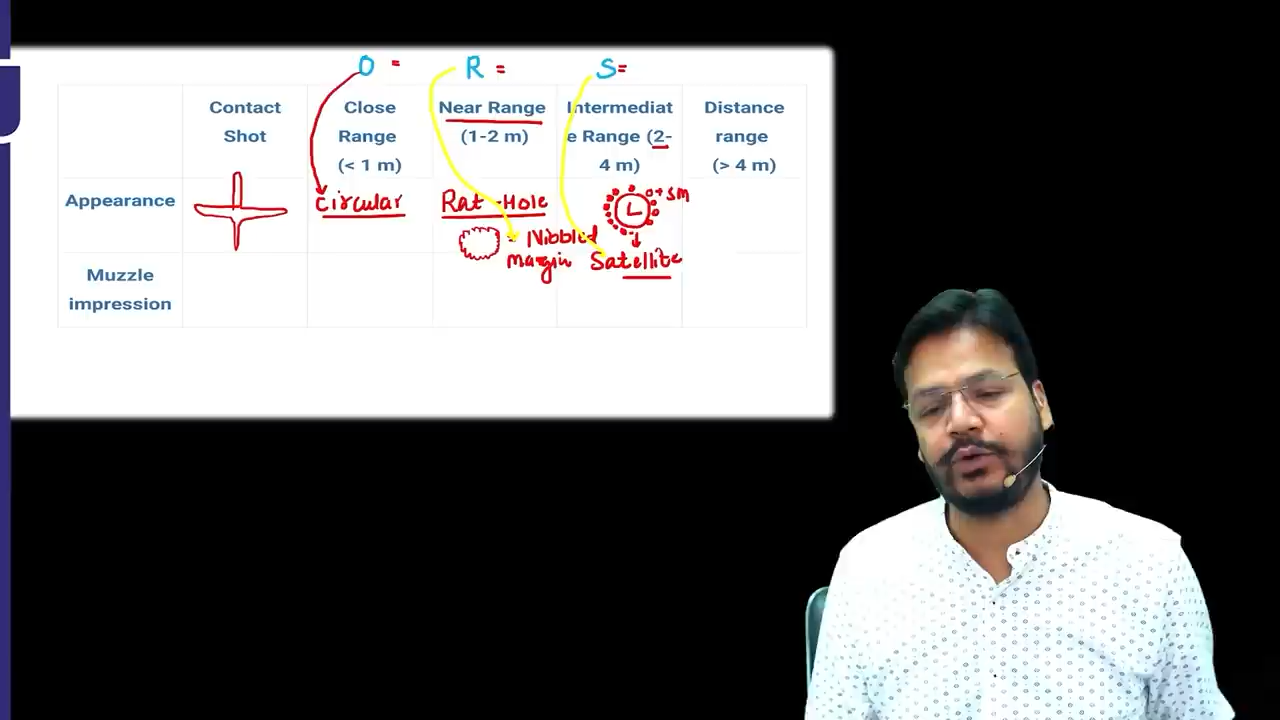 O = R = S=
Contact Shot
Close Range (< 1 m)
Near Range (1-2 m)
Intermediat e Range (2- 4 m)
Distance range (> 4 m)
Appearance
Circular
Rat-Hole
= Nibbled
margin
L
SM
Satellite
Muzzle
impression